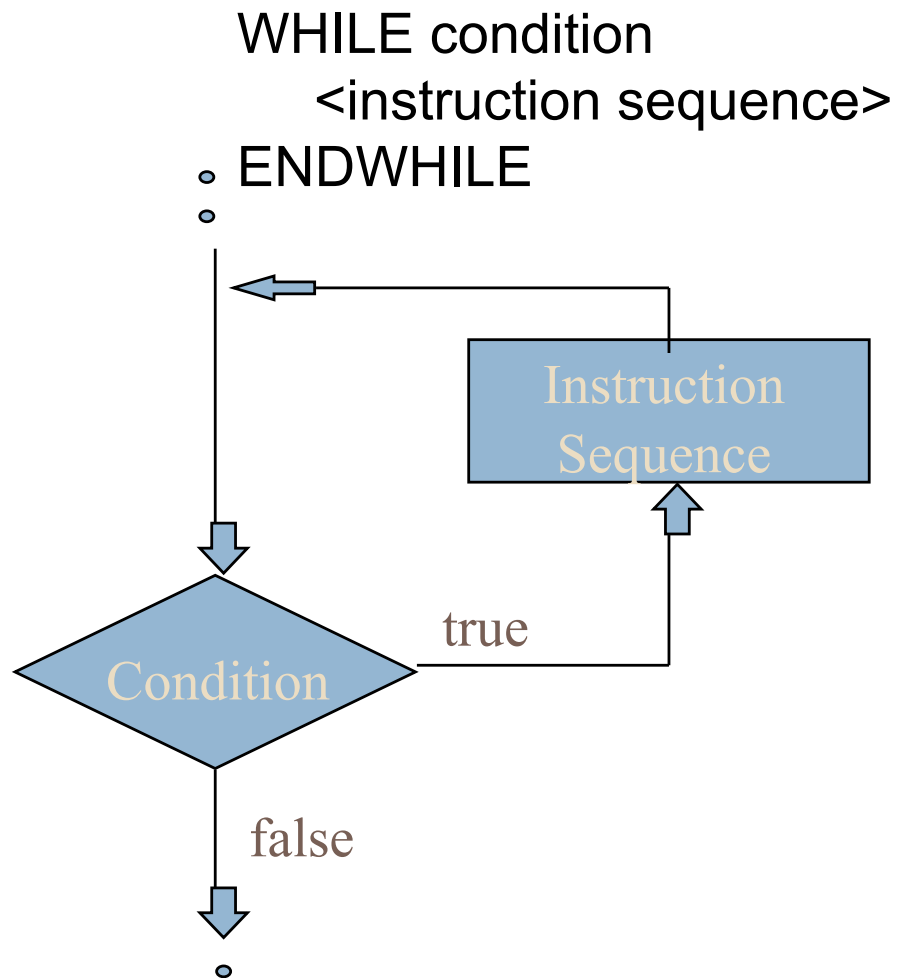 WHILE condition
<instruction sequence>
ENDWHILE
Instruction
Sequence
true
Condition
false